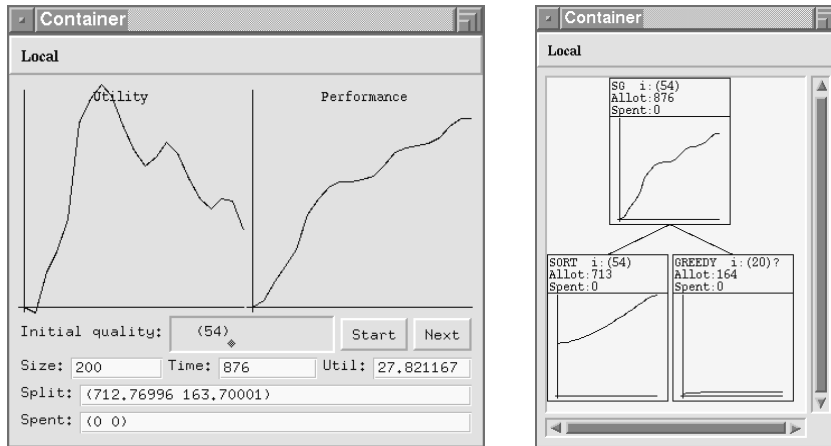 Container
Local
Utility
Performance
Initial quality: (54)
Start
Next
Size: 200 Time: 876 Util: 27.821167
Split: (712.76996 163.70001)
Spent: (0 0)
Container
Local
SG i:(54)
Allot:876
Spent:0
SORT i:(54)
Allot:713
Spent:0
GREEDY i:(20)?
Allot:164
Spent:0